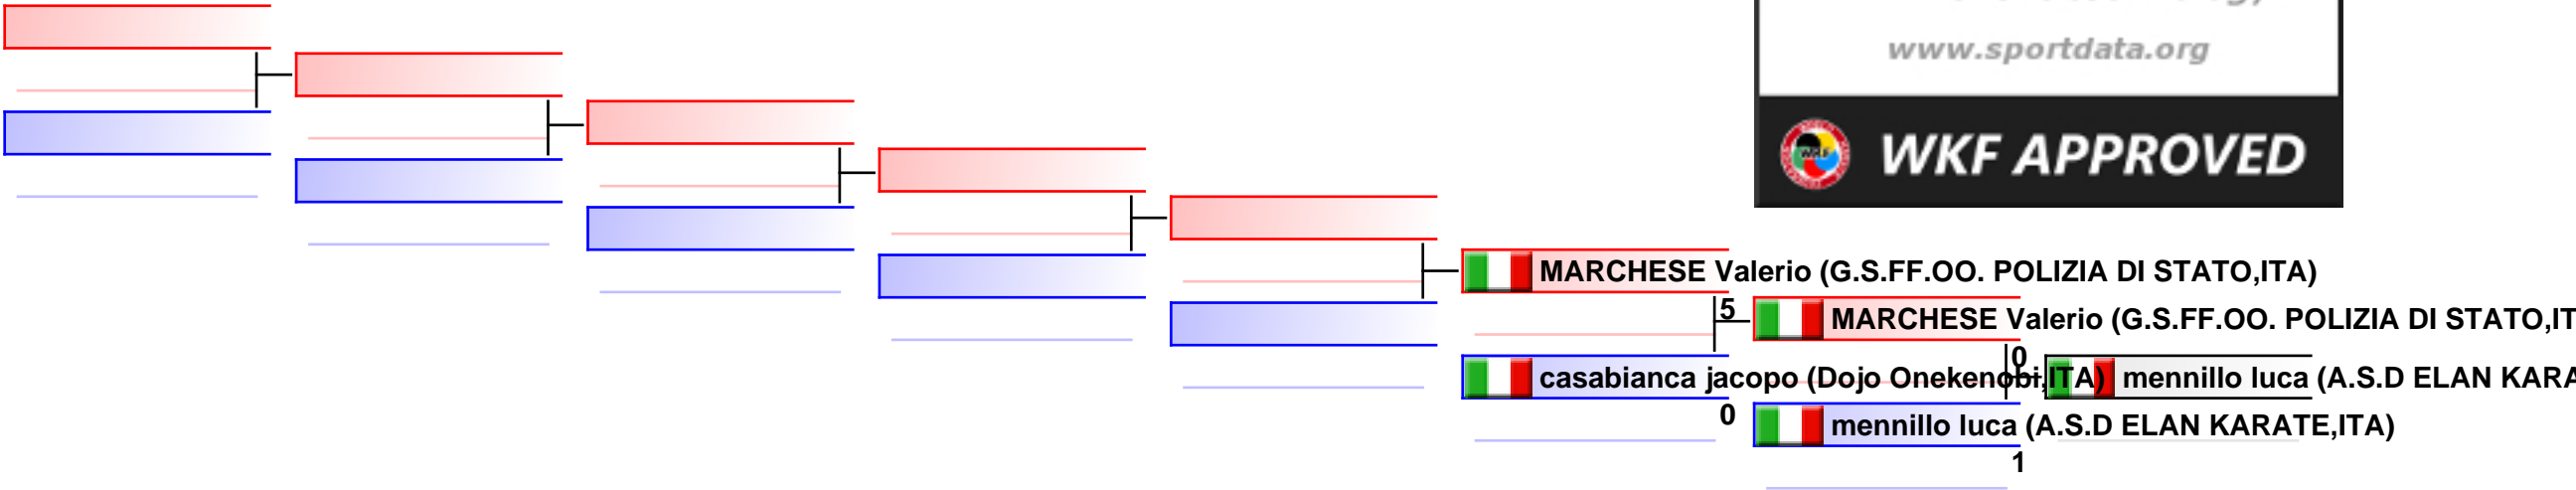 www.sportdata.org
WKF APPROVED
MARCHESE Valerio (G.S.FF.OO. POLIZIA DI STATO,ITA)
5
MARCHESE Valerio (G.S.FF.OO. POLIZIA DI STATO,IT
0
casabianca jacopo (Dojo Onekenobi,ITA)
mennillo luca (A.S.D ELAN KARA
0
mennillo luca (A.S.D ELAN KARATE,ITA)
1